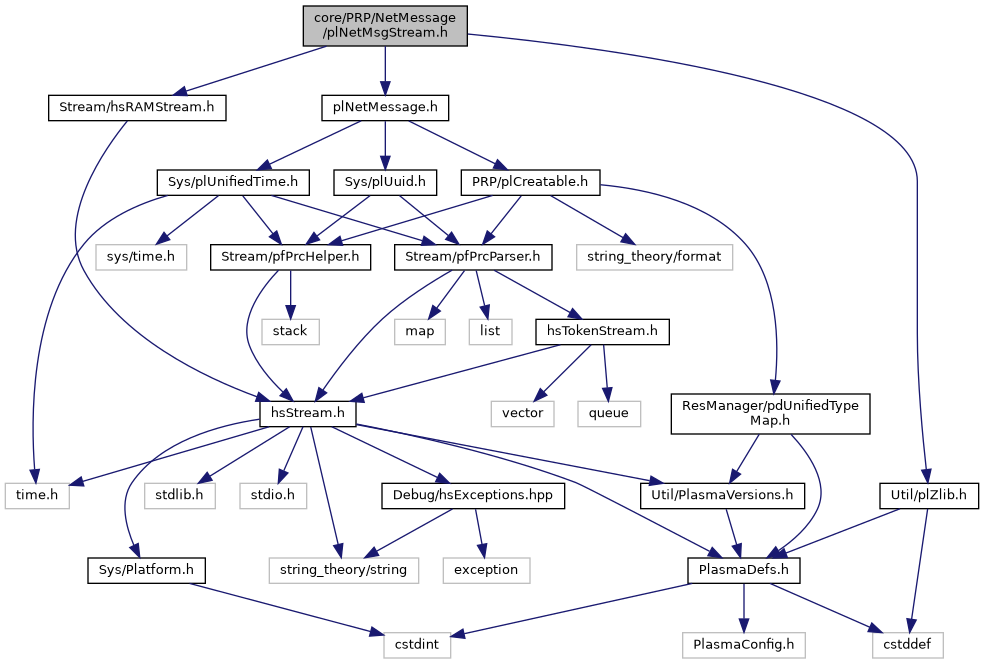 core/PRP/NetMessage
/plNetMsgStream.h
Stream/hsRAMStream.h
plNetMessage.h
Sys/plUnifiedTime.h
Sys/plUuid.h
PRP/plCreatable.h
sys/time.h
Stream/pfPrcHelper.h
Stream/pfPrcParser.h
string_theory/format
stack
map
list
hsTokenStream.h
hsStream.h
vector
queue
ResManager/pdUnifiedType
Map.h
time.h
stdlib.h
stdio.h
Debug/hsExceptions.hpp
Util/PlasmaVersions.h
Util/plZlib.h
Sys/Platform.h
string_theory/string
exception
PlasmaDefs.h
cstdint
PlasmaConfig.h
cstddef